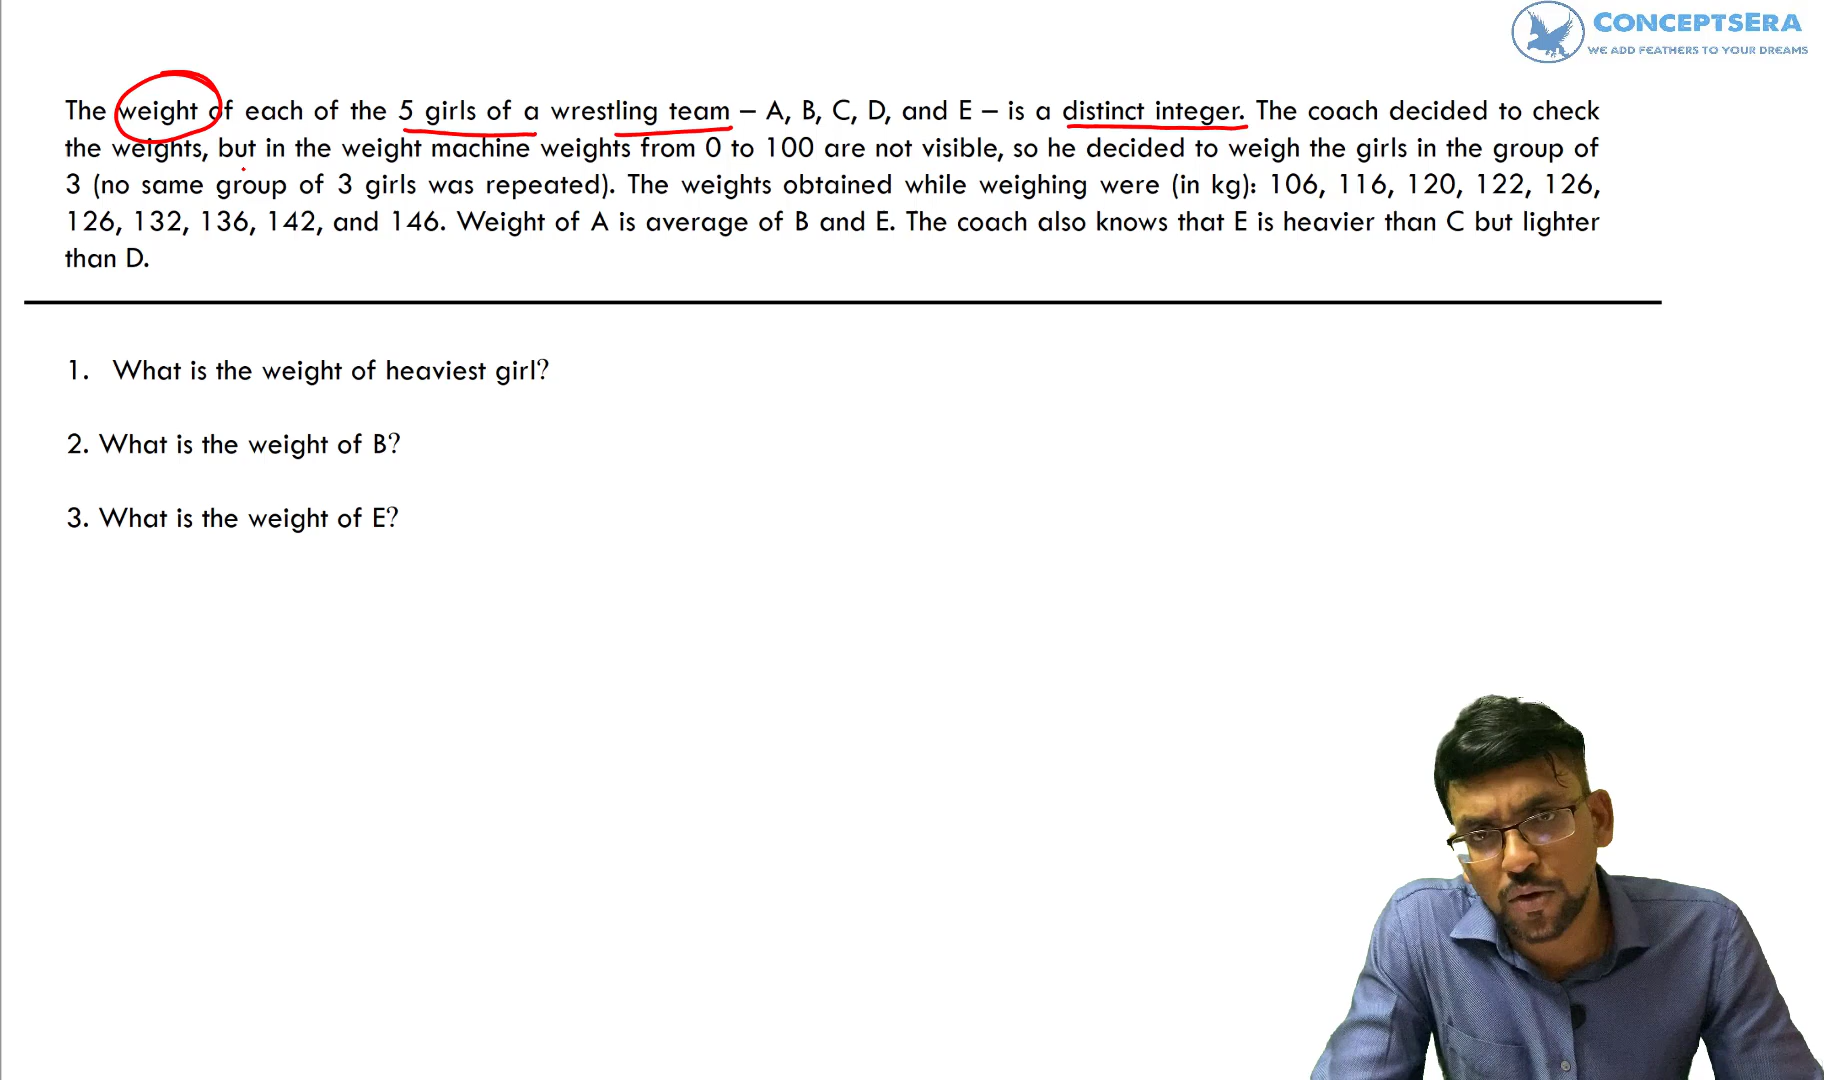 CONCEPTSERA
WE ADD FEATHERS TO YOUR DREAMS
The weight of each of the 5 girls of a wrestling team – A, B, C, D, and E – is a distinct integer. The coach decided to check
the weights, but in the weight machine weights from 0 to 100 are not visible, so he decided to weigh the girls in the group of
3 (no same group of 3 girls was repeated). The weights obtained while weighing were (in kg): 106, 116, 120, 122, 126,
126, 132, 136, 142, and 146. Weight of A is average of B and E. The coach also knows that E is heavier than C but lighter
than D.
1. What is the weight of heaviest girl?
2. What is the weight of B?
3. What is the weight of E?